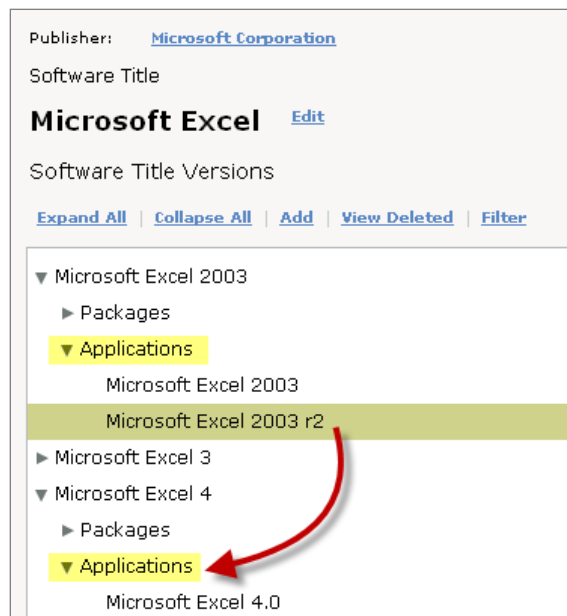 Publisher: Microsoft Corporation
Software Title
Microsoft Excel Edit
Software Title Versions
Expand All | Collapse All | Add | View Deleted | Filter
Microsoft Excel 2003
Packages
Applications
Microsoft Excel 2003
Microsoft Excel 2003 r2
Microsoft Excel 3
Microsoft Excel 4
Packages
Applications
Microsoft Excel 4.0